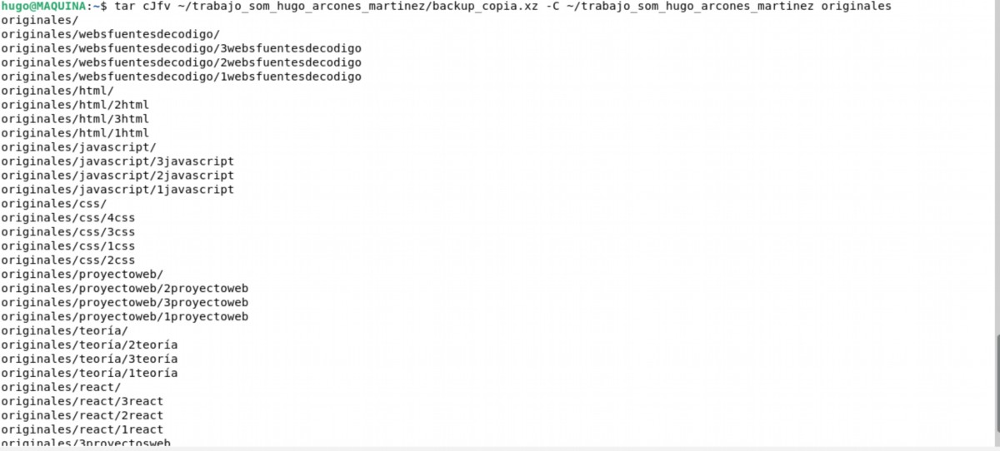 hugo@MAQUINA:~$ tar cJfv ~/trabajo_som_hugo_arcones_martinez/backup_copia.xz -C ~/trabajo_som_hugo_arcones_martinez originales
originales/
originales/websfuentesdecodigo/
originales/websfuentesdecodigo/3websfuentesdecodigo
originales/websfuentesdecodigo/2websfuentesdecodigo
originales/websfuentesdecodigo/1websfuentesdecodigo
originales/html/
originales/html/2html
originales/html/3html
originales/html/1html
originales/javascript/
originales/javascript/3javascript
originales/javascript/2javascript
originales/javascript/1javascript
originales/css/
originales/css/4css
originales/css/3css
originales/css/1css
originales/css/2css
originales/proyectoweb/
originales/proyectoweb/2proyectoweb
originales/proyectoweb/3proyectoweb
originales/proyectoweb/1proyectoweb
originales/teoría/
originales/teoría/2teoría
originales/teoría/3teoría
originales/teoría/1teoría
originales/react/
originales/react/3react
originales/react/2react
originales/react/1react
originales/3proyectosweb